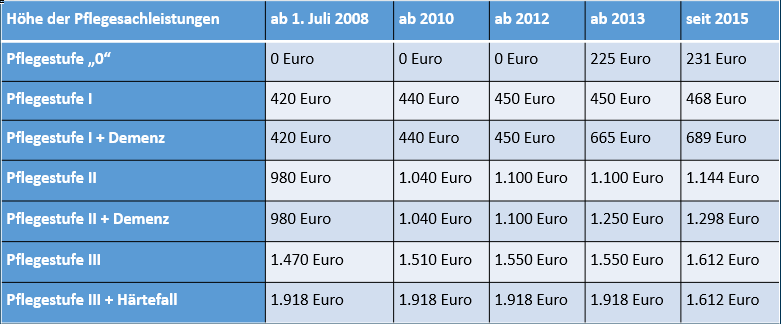 Höhe der Pflegesachleistungen ab 1. Juli 2008 ab 2010 ab 2012 ab 2013 seit 2015
Pflegestufe „0“ 0 Euro 0 Euro 0 Euro 225 Euro 231 Euro
Pflegestufe I 420 Euro 440 Euro 450 Euro 450 Euro 468 Euro
Pflegestufe I + Demenz 420 Euro 440 Euro 450 Euro 665 Euro 689 Euro
Pflegestufe II 980 Euro 1.040 Euro 1.100 Euro 1.100 Euro 1.144 Euro
Pflegestufe II + Demenz 980 Euro 1.040 Euro 1.100 Euro 1.250 Euro 1.298 Euro
Pflegestufe III 1.470 Euro 1.510 Euro 1.550 Euro 1.550 Euro 1.612 Euro
Pflegestufe III + Härtefall 1.918 Euro 1.918 Euro 1.918 Euro 1.918 Euro 1.612 Euro